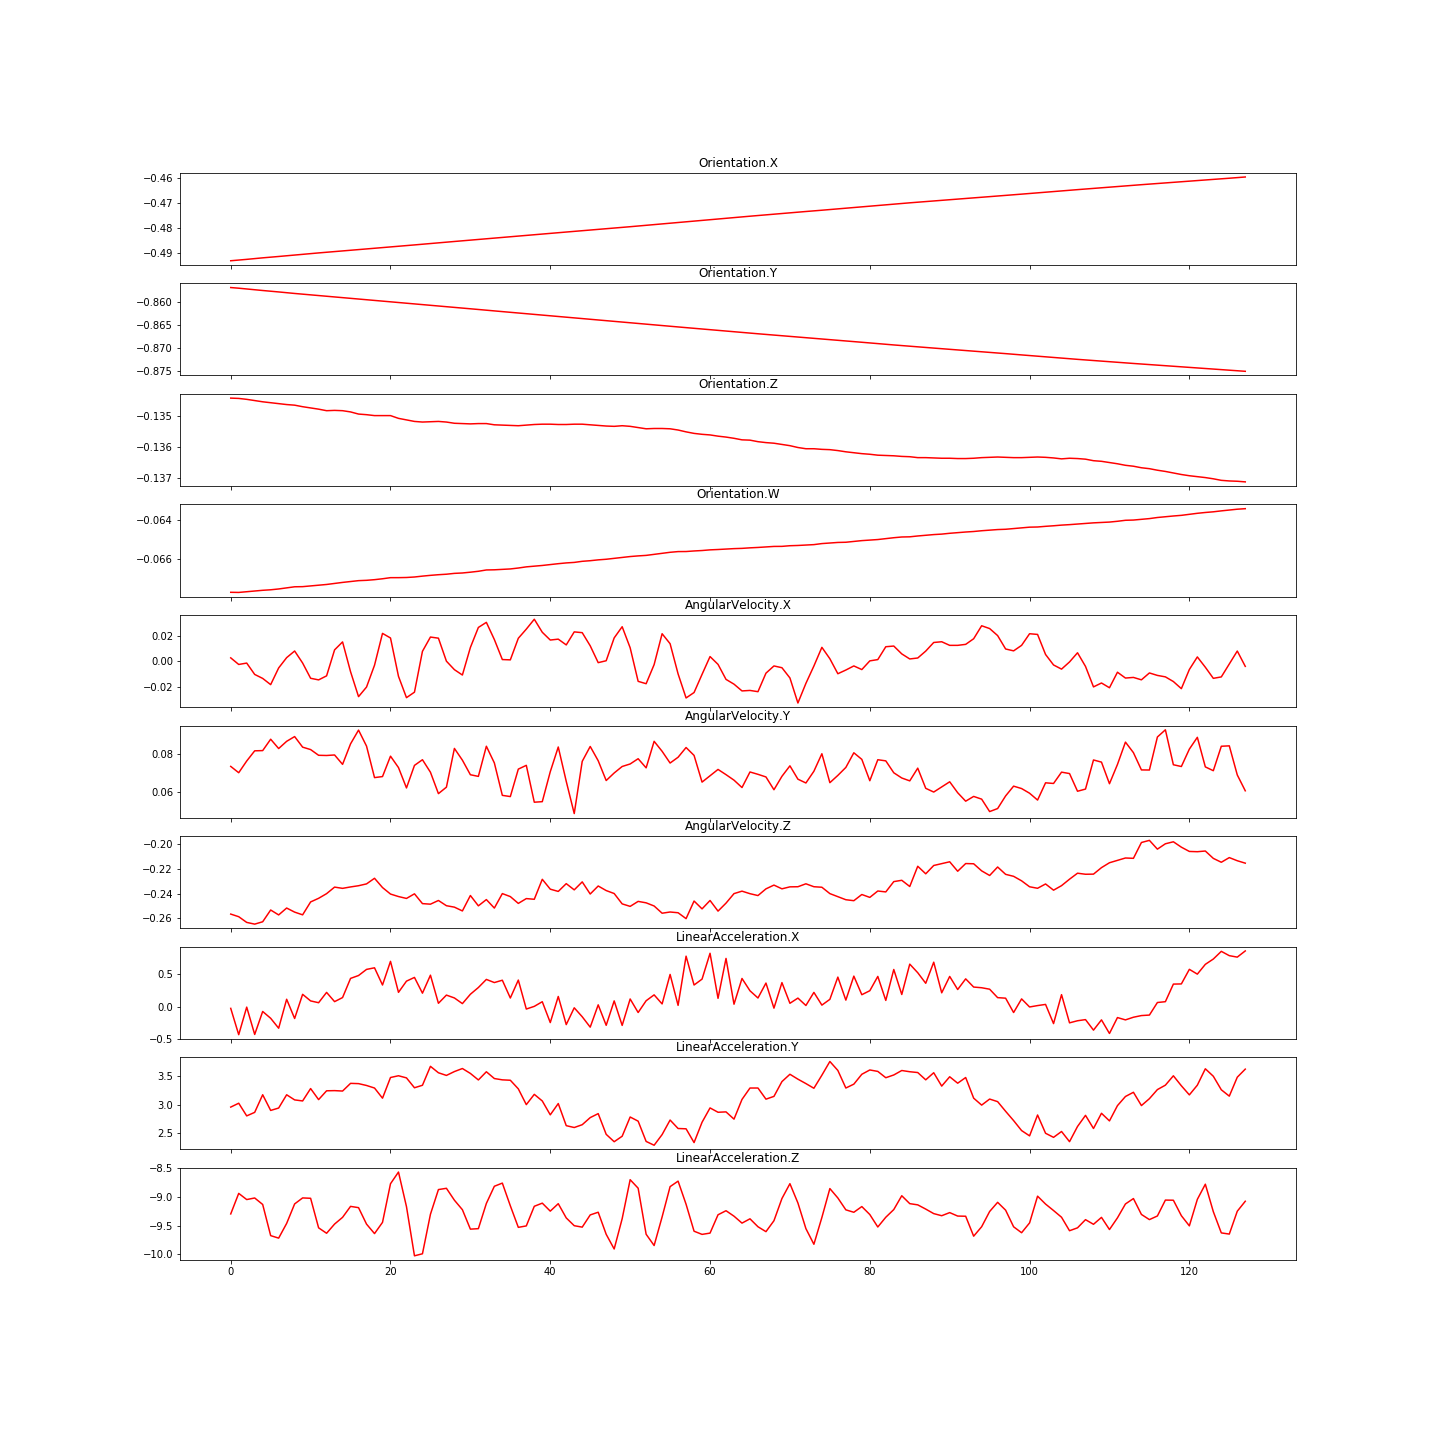 Orientation.X
−0.46
−0.47
−0.48
−0.49
Orientation.Y
−0.860
−0.865
−0.870
−0.875
Orientation.Z
−0.135
−0.136
−0.137
Orientation.W
−0.064
−0.066
AngularVelocity.X
0.02
0.00
−0.02
AngularVelocity.Y
0.08
0.06
AngularVelocity.Z
−0.20
−0.22
−0.24
−0.26
LinearAcceleration.X
0.5
0.0
−0.5
LinearAcceleration.Y
3.5
3.0
2.5
LinearAcceleration.Z
−8.5
−9.0
−9.5
−10.0
0 20 40 60 80 100 120